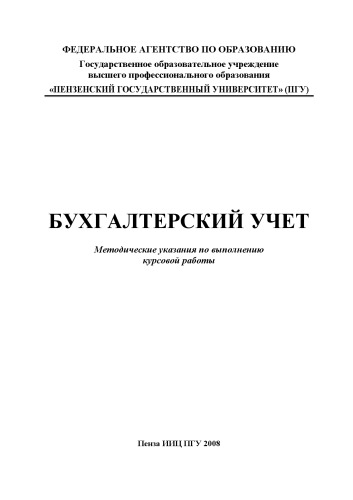 ФЕДЕРАЛЬНОЕ АГЕНТСТВО ПО ОБРАЗОВАНИЮ
Государственное образовательное учреждение
высшего профессионального образования
«ПЕНЗЕНСКИЙ ГОСУДАРСТВЕННЫЙ УНИВЕРСИТЕТ» (ПГУ)
БУХГАЛТЕРСКИЙ УЧЕТ
Методические указания по выполнению
курсовой работы
Пенза ИИЦ ПГУ 2008